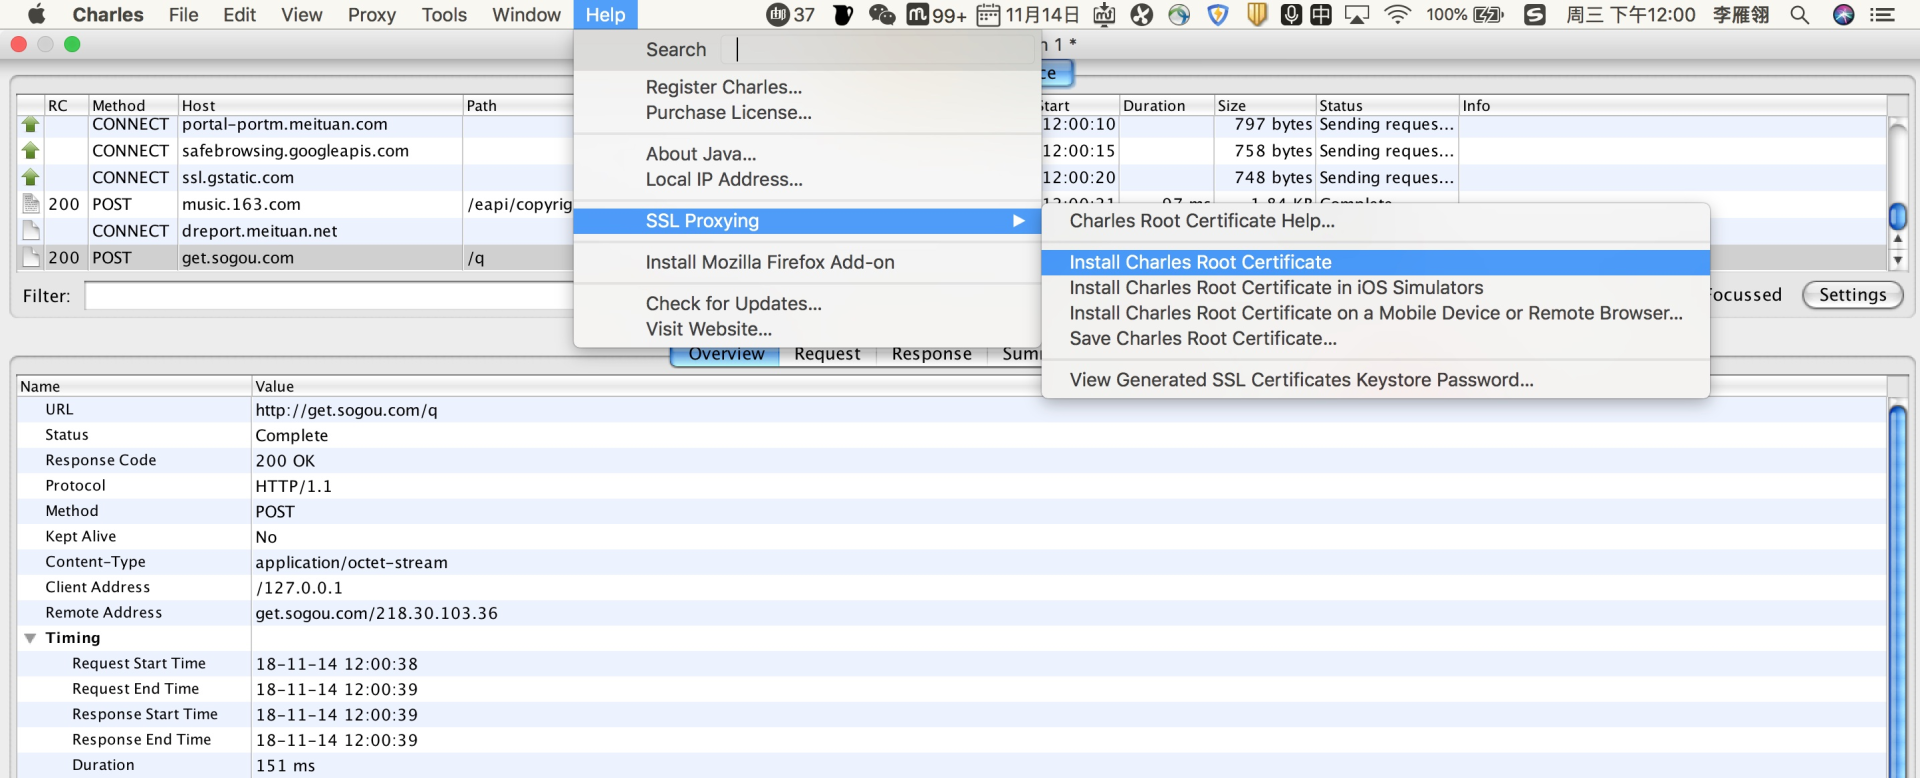 Charles File Edit View Proxy Tools Window Help 37 99+ 11月14日 中 100% 周三 下午12:00 李雁翎
1 *
Search
Register Charles...
Purchase License...
About Java...
Local IP Address...
SSL Proxying
Install Mozilla Firefox Add-on
Check for Updates...
Visit Website...
Charles Root Certificate Help...
Install Charles Root Certificate
Install Charles Root Certificate in iOS Simulators
Install Charles Root Certificate on a Mobile Device or Remote Browser...
Save Charles Root Certificate...
View Generated SSL Certificates Keystore Password...
RC Method Host Path Start Duration Size Status Info
CONNECT portal-portm.meituan.com 12:00:10 797 bytes Sending reques...
CONNECT safebrowsing.googleapis.com 12:00:15 758 bytes Sending reques...
CONNECT ssl.gstatic.com 12:00:20 748 bytes Sending reques...
200 POST music.163.com /eapi/copyrig 12:00:21 97 ms 1.84 KB Complete
CONNECT dreport.meituan.net
200 POST get.sogou.com /q
Filter: Focussed Settings
Overview Request Response Sum
Name Value
URL http://get.sogou.com/q
Status Complete
Response Code 200 OK
Protocol HTTP/1.1
Method POST
Kept Alive No
Content-Type application/octet-stream
Client Address /127.0.0.1
Remote Address get.sogou.com/218.30.103.36
Timing
Request Start Time 18-11-14 12:00:38
Request End Time 18-11-14 12:00:39
Response Start Time 18-11-14 12:00:39
Response End Time 18-11-14 12:00:39
Duration 151 ms